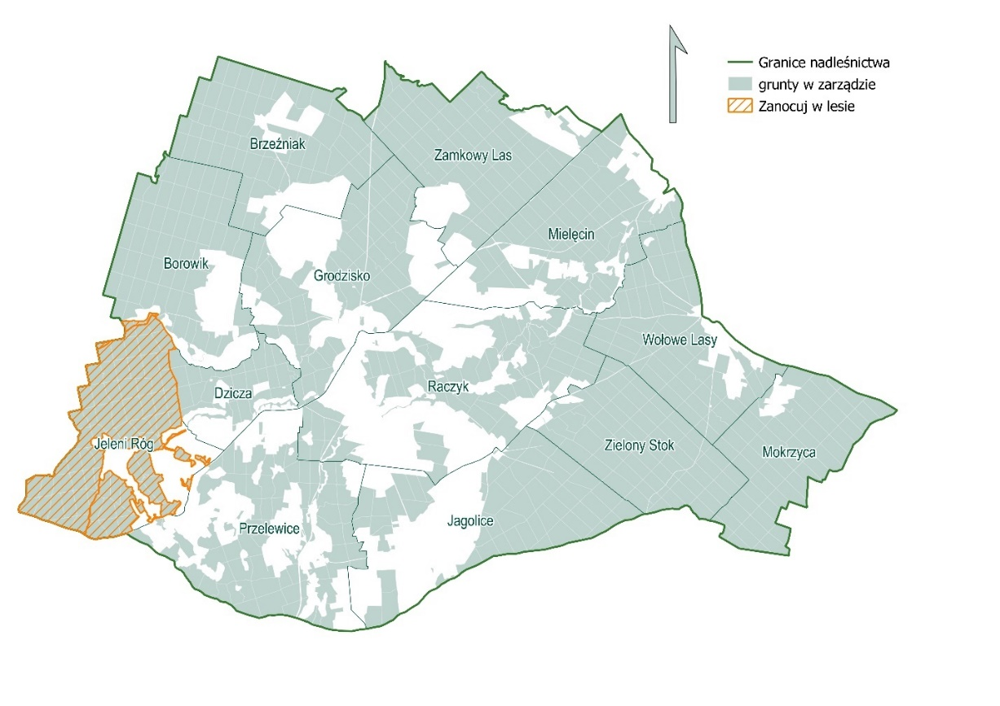 Granice nadleśnictwa
grunty w zarządzie
Zanocuj w lesie
Brzeźniak
Zamkowy Las
Mielęcin
Borowik
Grodzisko
Wołowe Lasy
Dzicza
Raczyk
Jeleni Róg
Zielony Stok
Mokrzyca
Przelewice
Jagolice